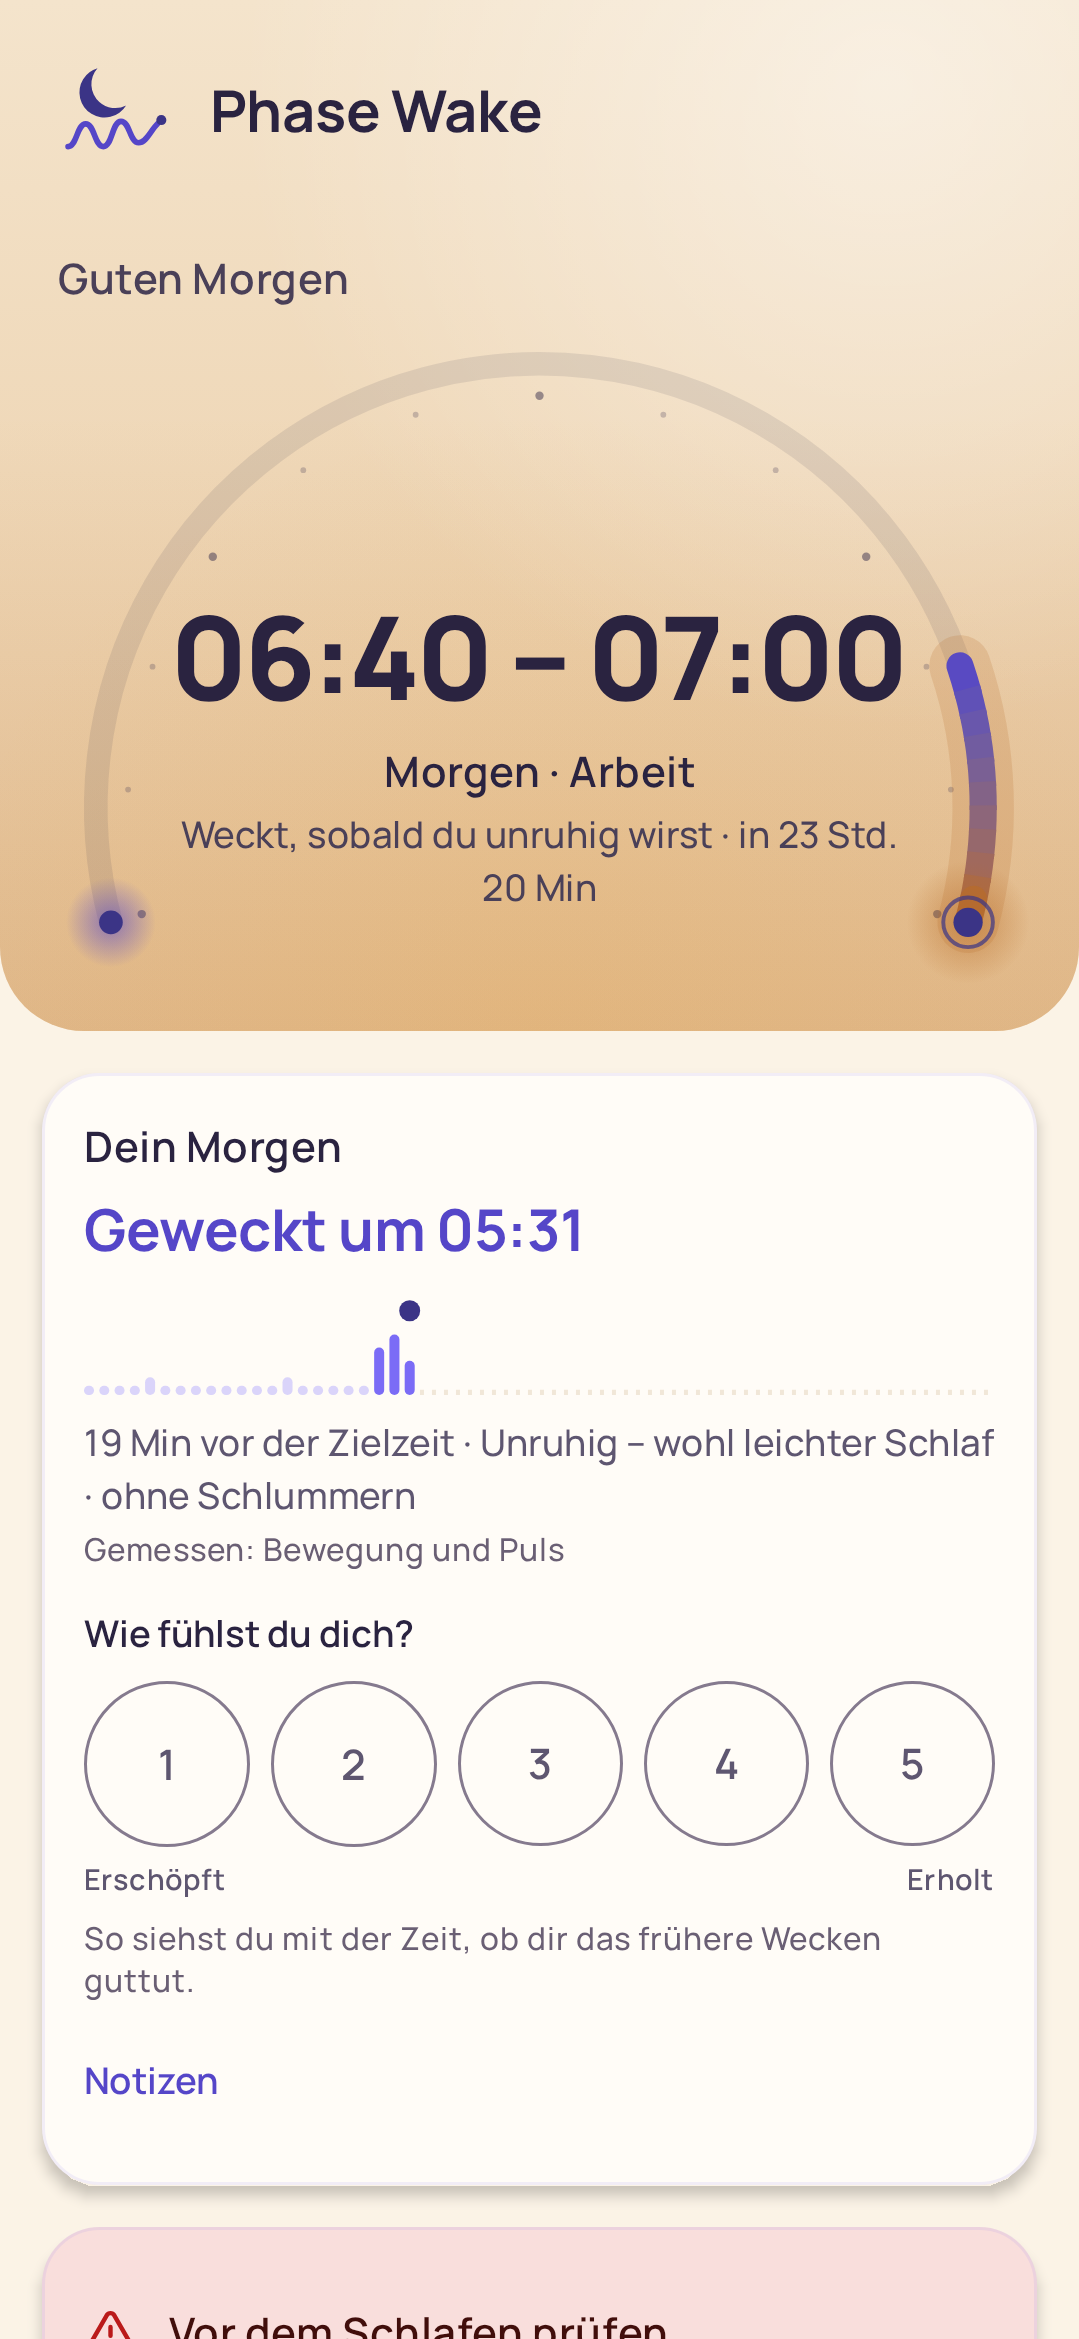 Phase Wake
Guten Morgen
06:40 – 07:00
Morgen · Arbeit
Weckt, sobald du unruhig wirst · in 23 Std.
20 Min
Dein Morgen
Geweckt um 05:31
19 Min vor der Zielzeit · Unruhig – wohl leichter Schlaf
· ohne Schlummern
Gemessen: Bewegung und Puls
Wie fühlst du dich?
1 2 3 4 5
Erschöpft Erholt
So siehst du mit der Zeit, ob dir das frühere Wecken
guttut.
Notizen
Vor dem Schlafen prüfen